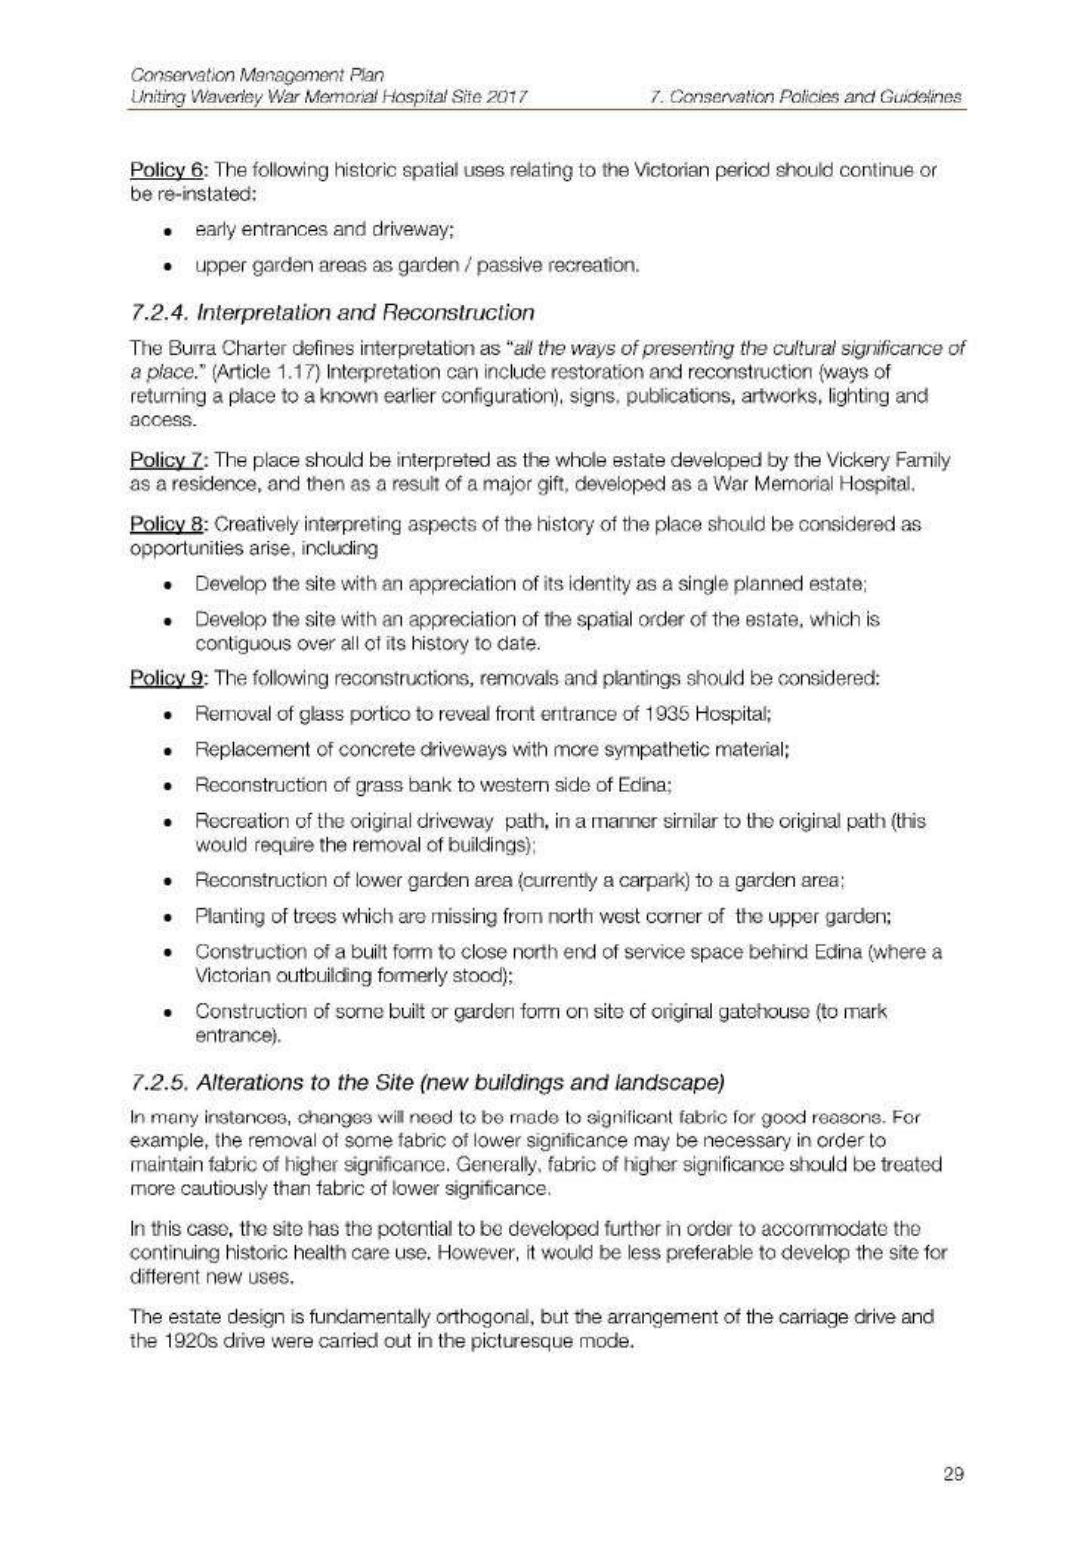 Conservation Management Plan
Uniting Waverley War Memorial Hospital Site 2017 7. Conservation Policies and Guidelines
Policy 6: The following historic spatial uses relating to the Victorian period should continue or
be re-instated:
• early entrances and driveway;
• upper garden areas as garden / passive recreation.
7.2.4. Interpretation and Reconstruction
The Burra Charter defines interpretation as "all the ways of presenting the cultural significance of
a place." (Article 1.17) Interpretation can include restoration and reconstruction (ways of
returning a place to a known earlier configuration), signs, publications, artworks, lighting and
access.
Policy 7: The place should be interpreted as the whole estate developed by the Vickery Family
as a residence, and then as a result of a major gift, developed as a War Memorial Hospital.
Policy 8: Creatively interpreting aspects of the history of the place should be considered as
opportunities arise, including
• Develop the site with an appreciation of its identity as a single planned estate;
• Develop the site with an appreciation of the spatial order of the estate, which is
contiguous over all of its history to date.
Policy 9: The following reconstructions, removals and plantings should be considered:
• Removal of glass portico to reveal front entrance of 1935 Hospital;
• Replacement of concrete driveways with more sympathetic material;
• Reconstruction of grass bank to western side of Edina;
• Recreation of the original driveway path, in a manner similar to the original path (this
would require the removal of buildings);
• Reconstruction of lower garden area (currently a carpark) to a garden area;
• Planting of trees which are missing from north west corner of the upper garden;
• Construction of a built form to close north end of service space behind Edina (where a
Victorian outbuilding formerly stood);
• Construction of some built or garden form on site of original gatehouse (to mark
entrance).
7.2.5. Alterations to the Site (new buildings and landscape)
In many instances, changes will need to be made to significant fabric for good reasons. For
example, the removal of some fabric of lower significance may be necessary in order to
maintain fabric of higher significance. Generally, fabric of higher significance should be treated
more cautiously than fabric of lower significance.
In this case, the site has the potential to be developed further in order to accommodate the
continuing historic health care use. However, it would be less preferable to develop the site for
different new uses.
The estate design is fundamentally orthogonal, but the arrangement of the carriage drive and
the 1920s drive were carried out in the picturesque mode.
29